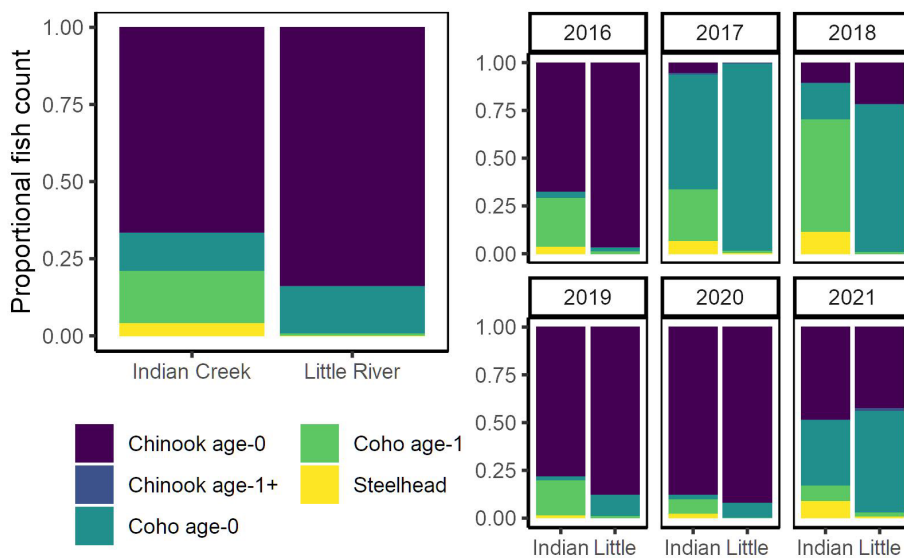 Proportional fish count
1.00
0.75
0.50
0.25
0.00
Indian Creek Little River
Chinook age-0
Chinook age-1+
Coho age-0
Coho age-1
Steelhead
2016 2017 2018
1.00
0.75
0.50
0.25
0.00
2019 2020 2021
1.00
0.75
0.50
0.25
0.00
Indian Little Indian Little Indian Little